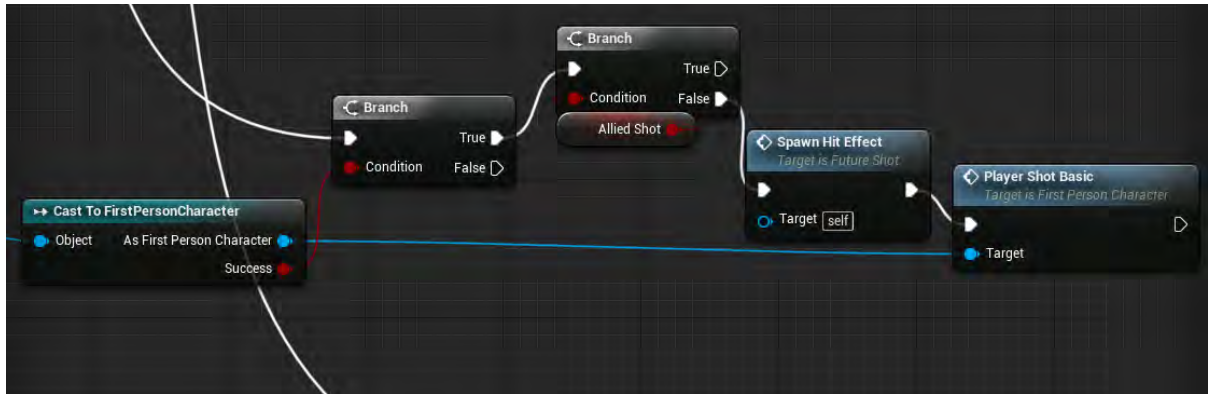 Branch
True
Condition False
Allied Shot
Branch
True
Condition False
Spawn Hit Effect
Target is Future Shot
Target self
Player Shot Basic
Target is First Person Character
Target
Cast To FirstPersonCharacter
Object As First Person Character
Success